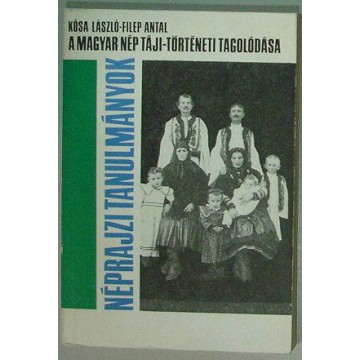 KÓSA LÁSZLÓ-FILEP ANTAL
A MAGYAR NÉP TÁJI-TÖRTÉNETI TAGOLÓDÁSA
NÉPRAJZI TANULMÁNYOK